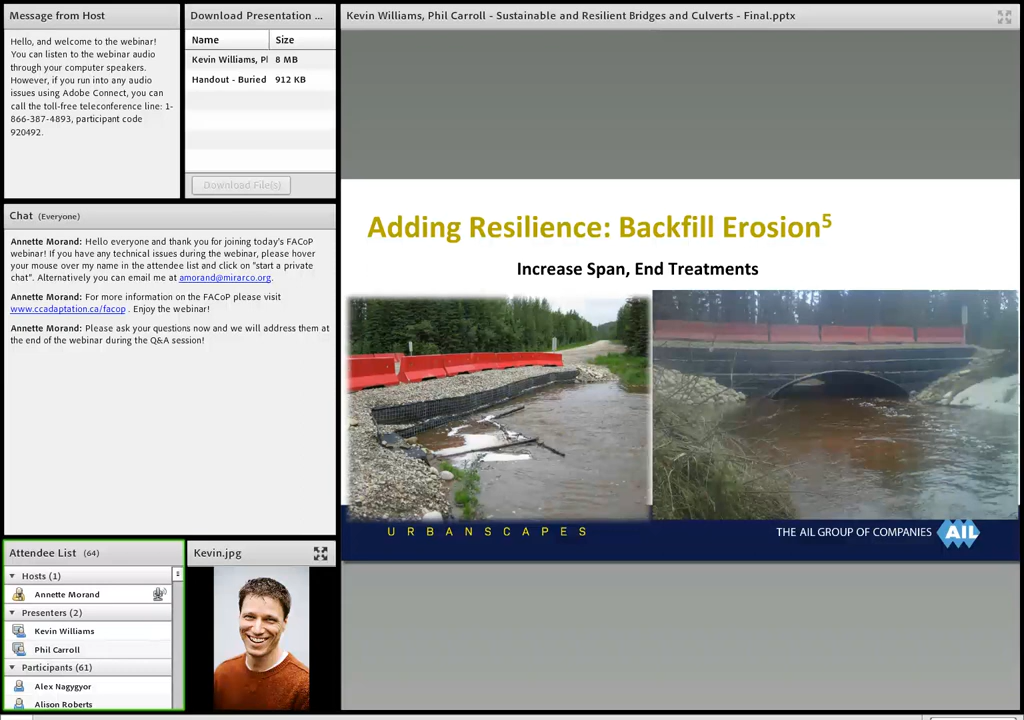 Message from Host
Hello, and welcome to the webinar!
You can listen to the webinar audio
through your computer speakers.
However, if you run into any audio
issues using Adobe Connect, you can
call the toll-free teleconference line: 1-
866-387-4893, participant code
920492.
Download Presentation ...
Name Size
Kevin Williams, Pl 8 MB
Handout - Buried 912 KB
Download File(s)
Chat (Everyone)
Annette Morand: Hello everyone and thank you for joining today's FACoP
webinar! If you have any technical issues during the webinar, please hover
your mouse over my name in the attendee list and click on "start a private
chat". Alternatively you can email me at amorand@mirarco.org.
Annette Morand: For more information on the FACoP please visit
www.ccadaptation.ca/facop . Enjoy the webinar!
Annette Morand: Please ask your questions now and we will address them at
the end of the webinar during the Q&A session!
Attendee List (64)
Hosts (1)
Annette Morand
Presenters (2)
Kevin Williams
Phil Carroll
Participants (61)
Alex Nagygyor
Alison Roberts
Kevin.jpg
Kevin Williams, Phil Carroll - Sustainable and Resilient Bridges and Culverts - Final.pptx
Adding Resilience: Backfill Erosion5
Increase Span, End Treatments
URBANSCAPES
THE AIL GROUP OF COMPANIES AIL